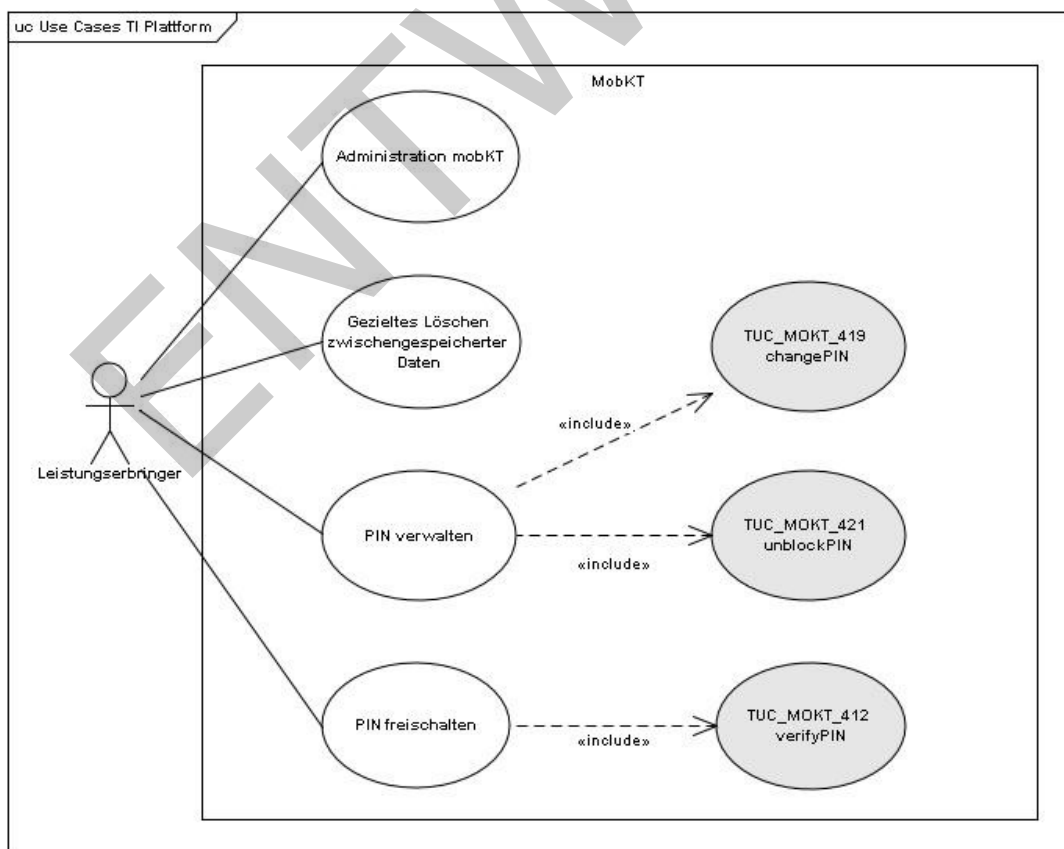 uc Use Cases TI Plattform
MobKT
Administration mobKT
Gezieltes Löschen
zwischengespeicherter
Daten
TUC_MOKT_419
changePIN
«include»
Leistungserbringer
PIN verwalten
TUC_MOKT_421
unblockPIN
«include»
PIN freischalten
TUC_MOKT_412
verifyPIN
«include»
ENTW